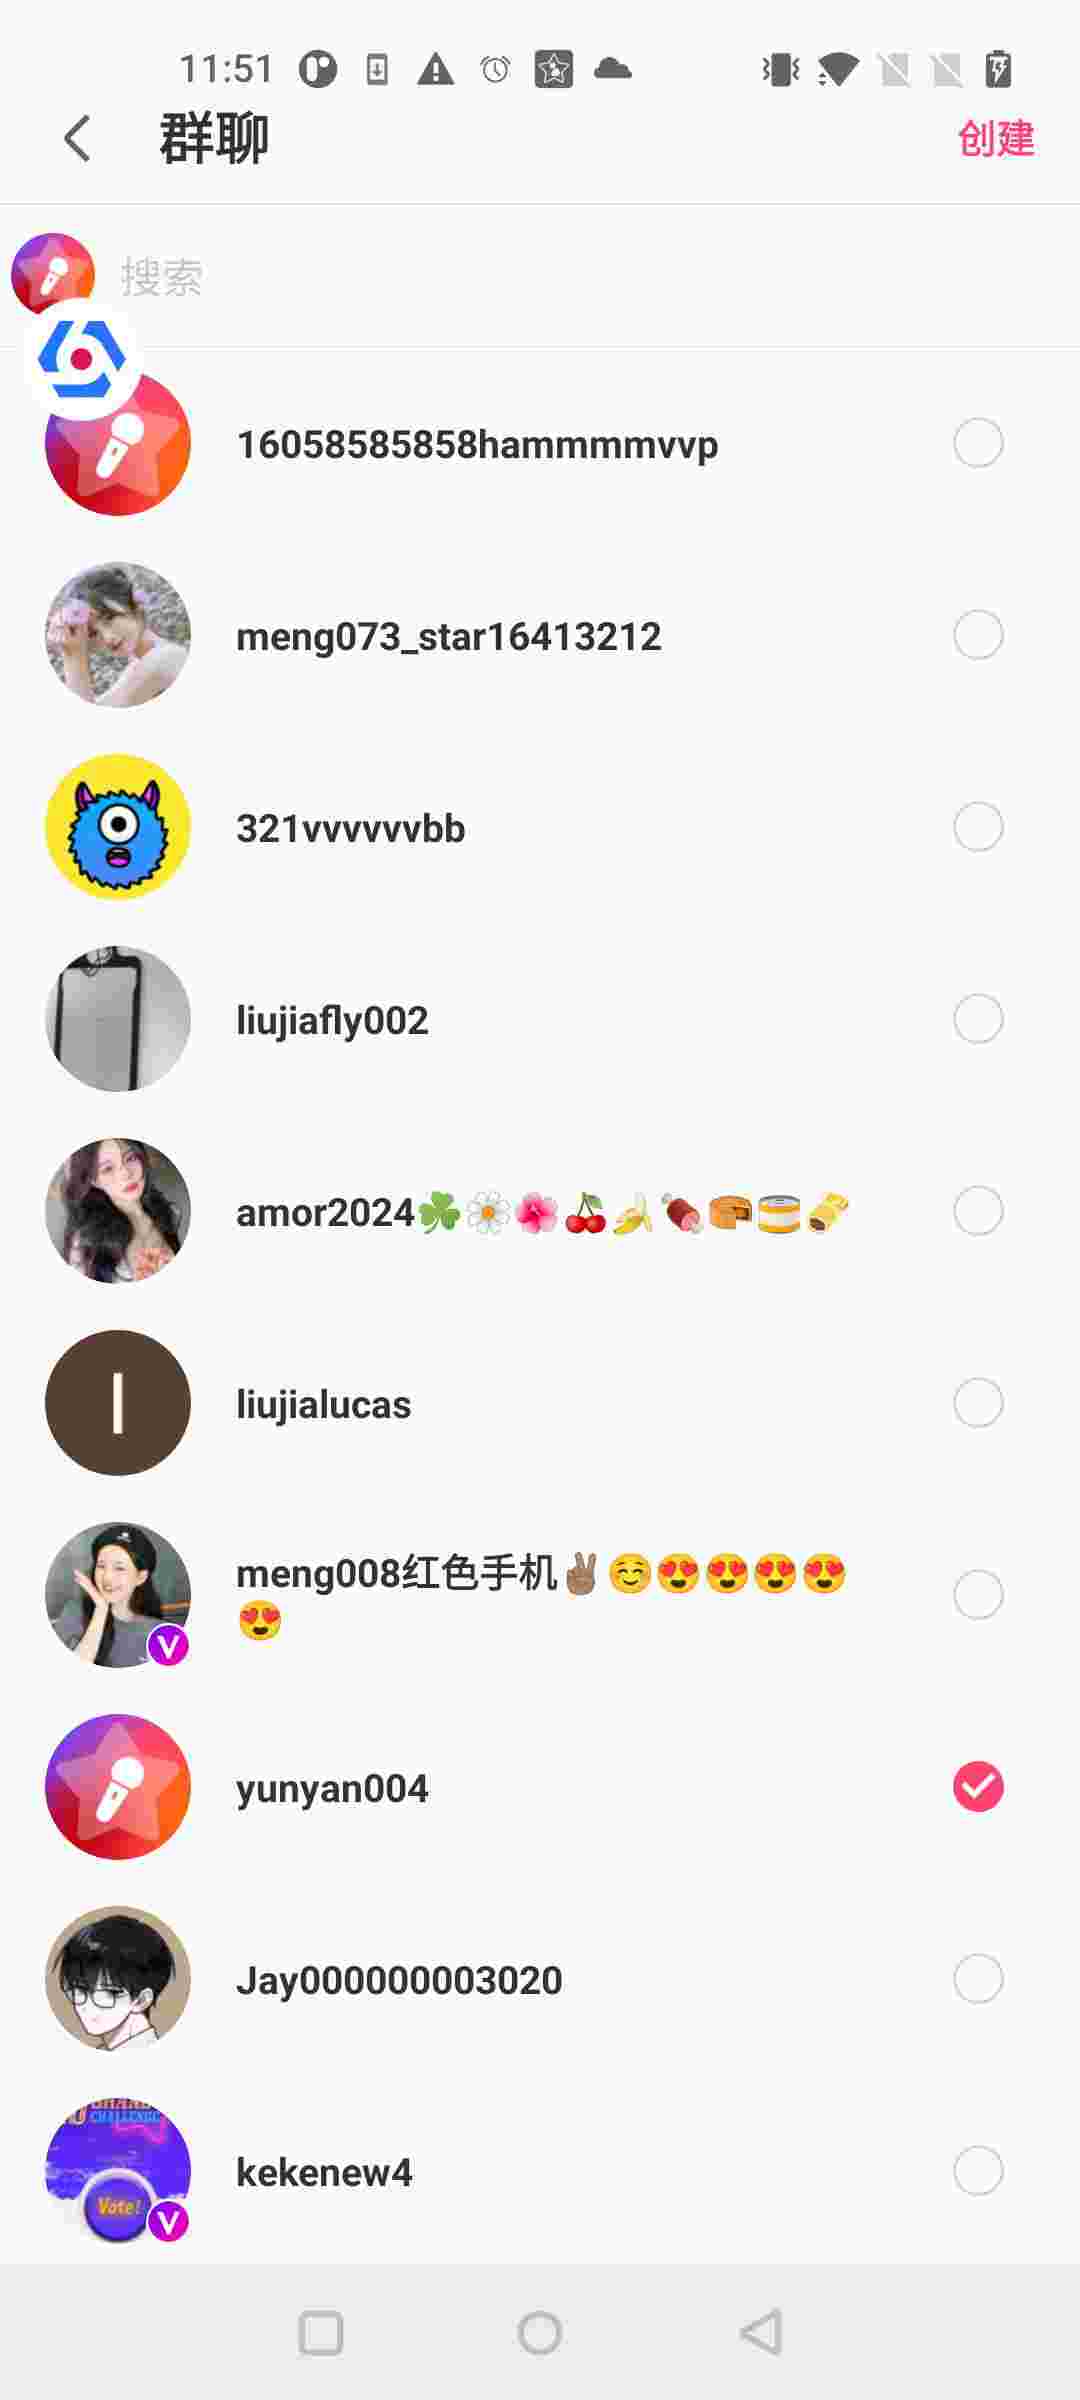 11:51
群聊
创建
搜索
16058585858hammmmvvp
meng073_star16413212
321vvvvvvbb
liujiafly002
amor2024☘️🌼🌺🍒🍌🍖🥮🥫🫔
l
liujialucas
meng008红色手机✌🏽☺️😍😍😍😍
😍
V
yunyan004
Jay000000003020
Vote!
V
kekenew4